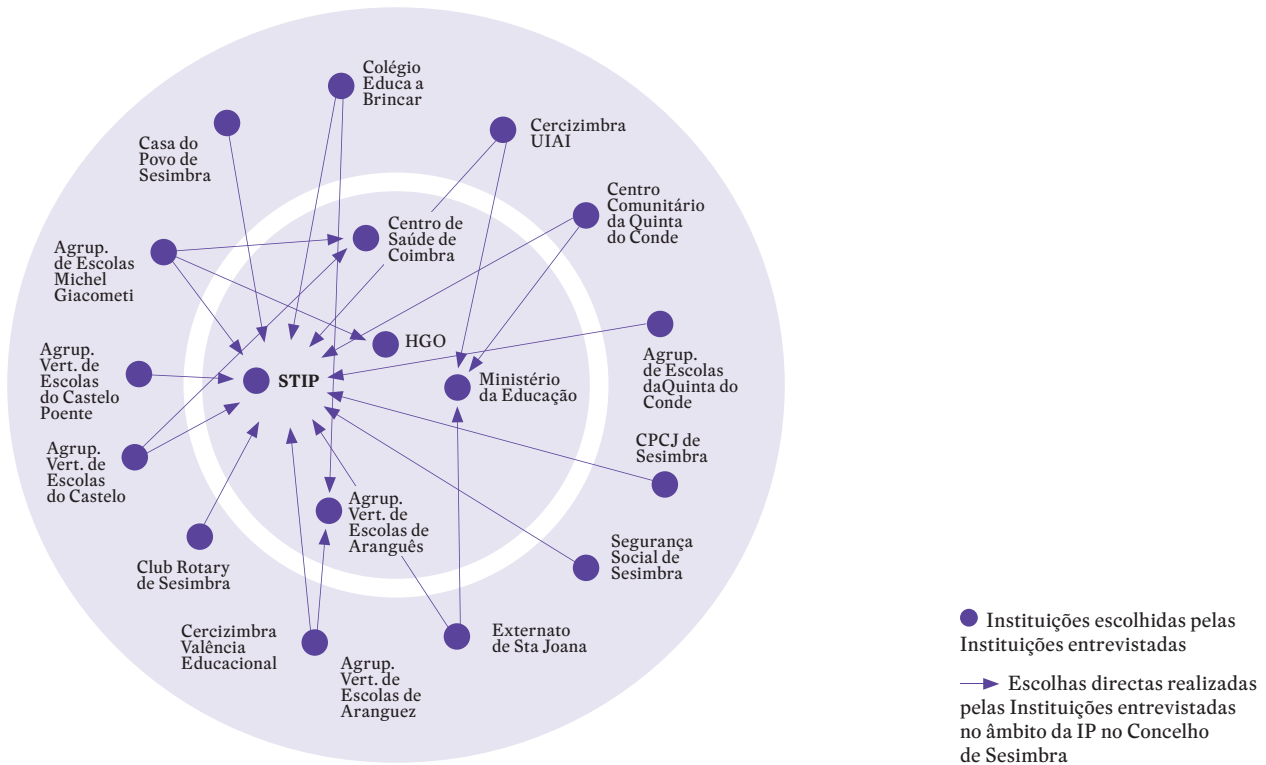 Colégio
Educa a
Brincar
Casa do
Povo de
Sesimbra
Cercizimbra
UIAI
Centro
Comunitário
da Quinta
do Conde
Centro de
Saúde de
Coimbra
Agrup.
de Escolas
Michel
Giacometi
HGO
Agrup.
Vert. de
Escolas
do Castelo
Poente
STIP
Ministério
da Educação
Agrup.
de Escolas
daQuinta do
Conde
Agrup.
Vert. de
Escolas
do Castelo
CPCJ de
Sesimbra
Agrup.
Vert. de
Escolas de
Aranguês
Club Rotary
de Sesimbra
Segurança
Social de
Sesimbra
Cercizimbra
Valência
Educacional
Agrup.
Vert. de
Escolas de
Aranguez
Externato
de Sta Joana
Instituições escolhidas pelas
Instituições entrevistadas
Escolhas directas realizadas
pelas Instituições entrevistadas
no âmbito da IP no Concelho
de Sesimbra